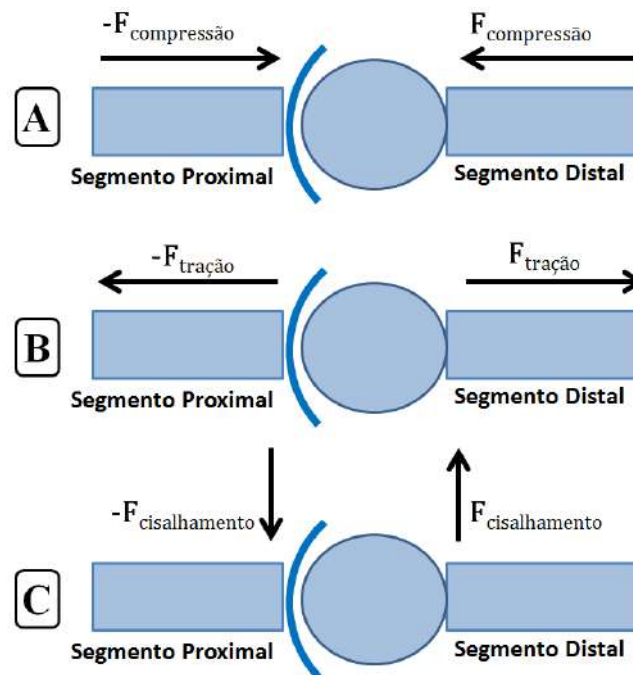 -Fcompressão
Fcompressão
A
Segmento Proximal
Segmento Distal
-Ftração
Ftração
B
Segmento Proximal
Segmento Distal
-Fcisalhamento
Fcisalhamento
C
Segmento Proximal
Segmento Distal